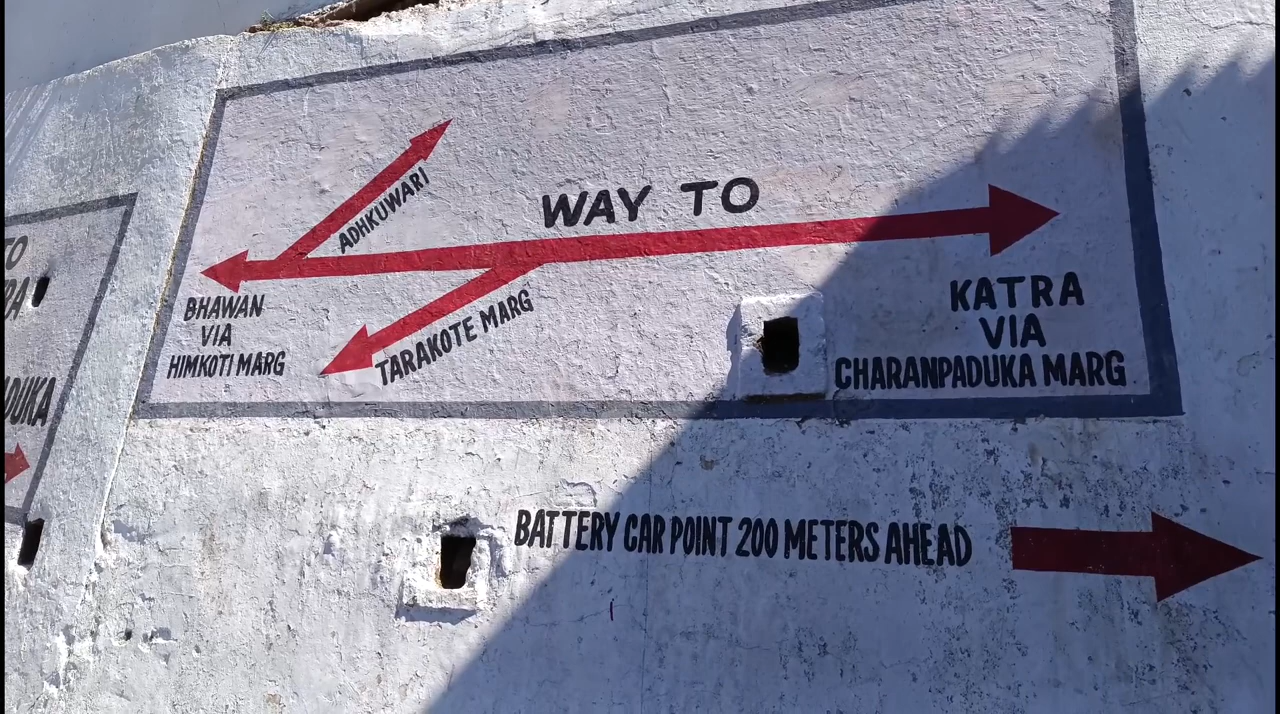 TO
WAY TO
ADHKUWARI
BHAWAN
VIA
HIMKOTI MARG
TARAKOTE MARG
KATRA
VIA
CHARANPADUKA MARG
BATTERY CAR POINT 200 METERS AHEAD